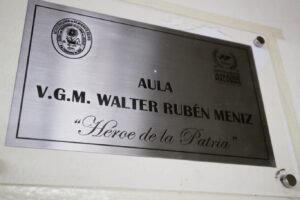 AULA
V.G.M. WALTER RUBÉN MENIZ
“Héroe de la Patria”